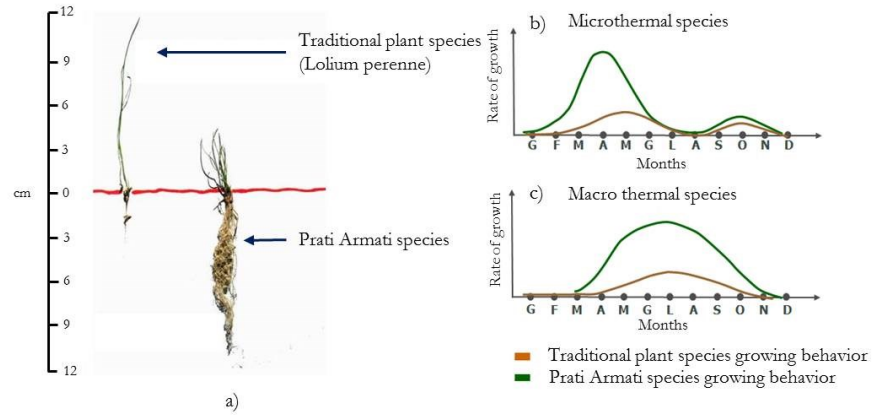 12
9
6
3
cm
0
3
6
9
12
Traditional plant species
(Lolium perenne)
Prati Armati species
a)
b)
Microthermal species
Rate of growth
G F M A M G L A S O N D
Months
c)
Macro thermal species
Rate of growth
G F M A M G L A S O N D
Months
Traditional plant species growing behavior
Prati Armati species growing behavior